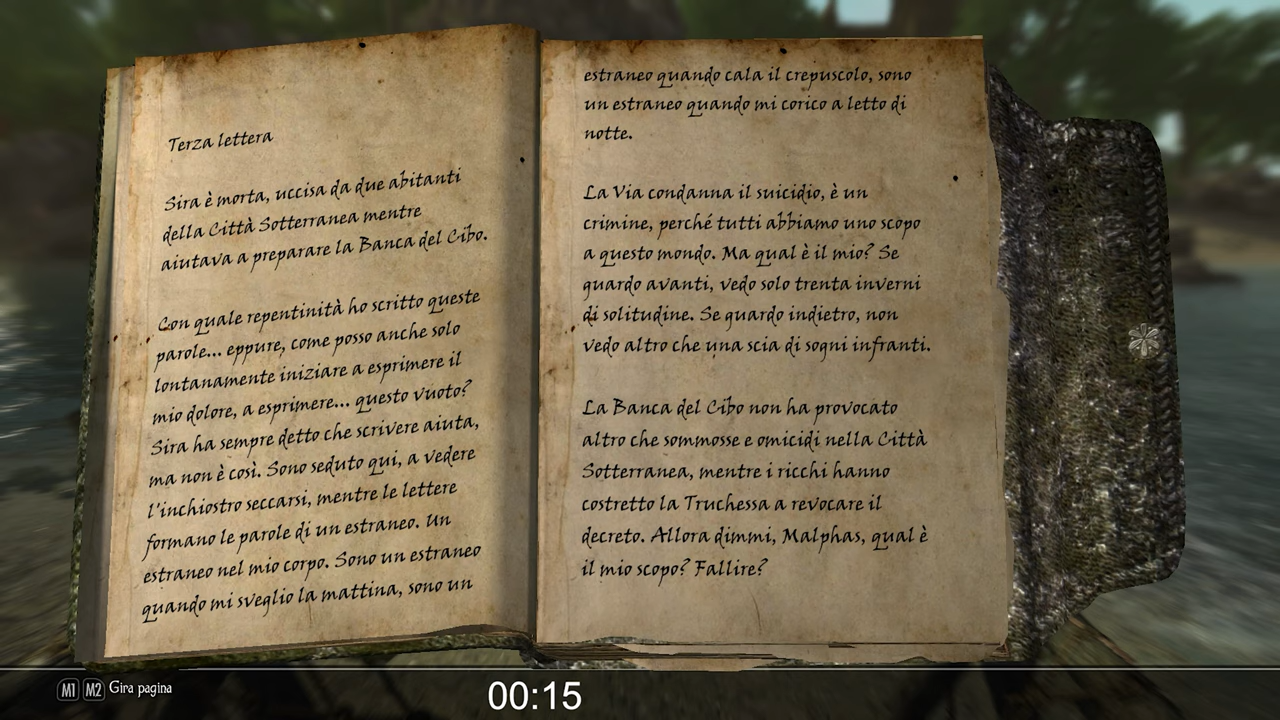 Terza lettera
Sira è morta, uccisa da due abitanti
della Città Sotterranea mentre
aiutava a preparare la Banca del Cibo.
Con quale repentinità ho scritto queste
parole... eppure, come posso anche solo
lontanamente iniziare a esprimere il
mio dolore, a esprimere... questo vuoto?
Sira ha sempre detto che scrivere aiuta,
ma non è così. Sono seduto qui, a vedere
l'inchiostro seccarsi, mentre le lettere
formano le parole di un estraneo. Un
estraneo nel mio corpo. Sono un estraneo
quando mi sveglio la mattina, sono un
estraneo quando cala il crepuscolo, sono
un estraneo quando mi corico a letto di
notte.
La Via condanna il suicidio, è un
crimine, perché tutti abbiamo uno scopo
a questo mondo. Ma qual è il mio? Se
guardo avanti, vedo solo trenta inverni
di solitudine. Se guardo indietro, non
vedo altro che una scia di sogni infranti.
La Banca del Cibo non ha provocato
altro che sommosse e omicidi nella Città
Sotterranea, mentre i ricchi hanno
costretto la Truchessa a revocare il
decreto. Allora dimmi, Malphas, qual è
il mio scopo? Fallire?
M1 M2 Gira pagina
00:15